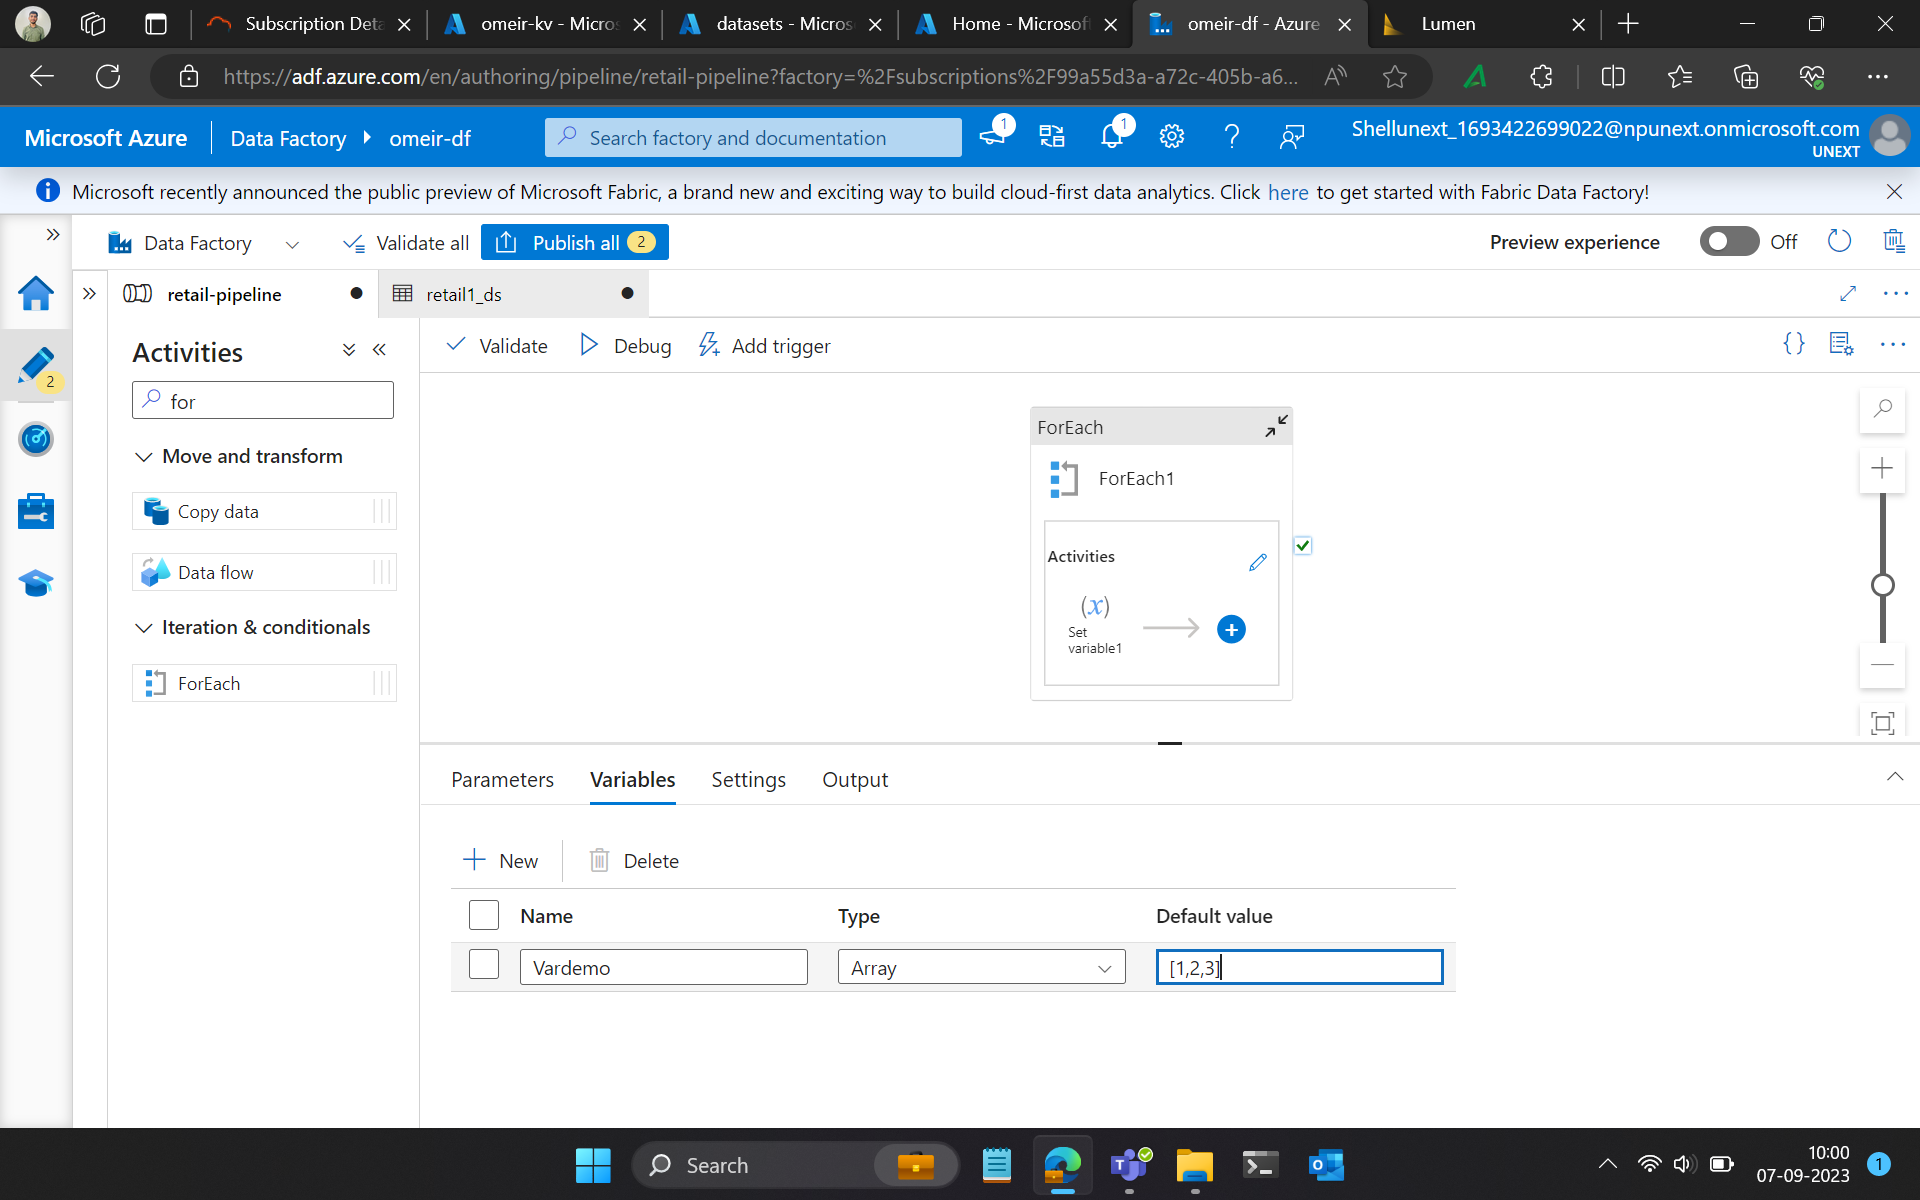 Subscription Deta
omeir-kv - Micros
datasets - Micros
Home - Microsof
omeir-df - Azure
Lumen
https://adf.azure.com/en/authoring/pipeline/retail-pipeline?factory=%2Fsubscriptions%2F99a55d3a-a72c-405b-a6...
Microsoft Azure
Data Factory
omeir-df
Search factory and documentation
1
1
Shellunext_1693422699022@npunext.onmicrosoft.com
UNEXT
Microsoft recently announced the public preview of Microsoft Fabric, a brand new and exciting way to build cloud-first data analytics. Click here to get started with Fabric Data Factory!
Data Factory
Validate all
Publish all 2
Preview experience
Off
retail-pipeline
retail1_ds
2
Activities
for
Move and transform
Copy data
Data flow
Iteration & conditionals
ForEach
Validate
Debug
Add trigger
ForEach
ForEach1
Activities
(x)
Set
variable1
Parameters
Variables
Settings
Output
New
Delete
Name
Type
Default value
Vardemo
Array
[1,2,3]
Search
10:00
07-09-2023
1